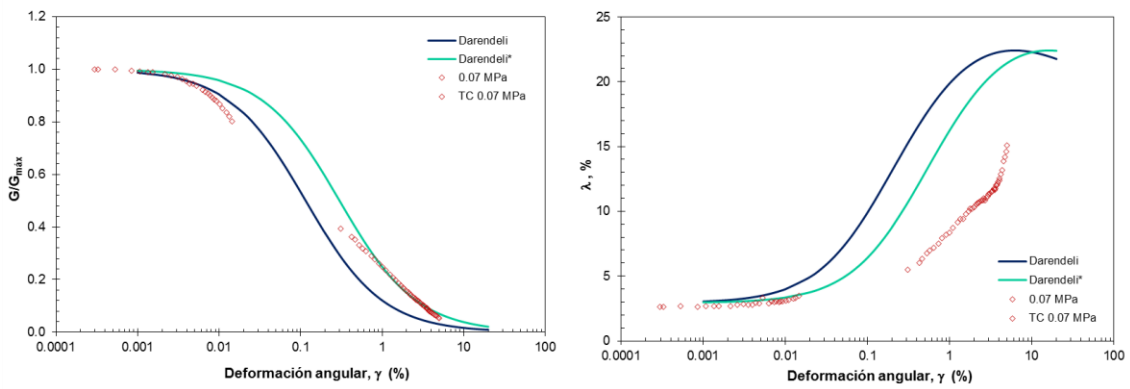 1.2
1.0
0.8
0.6
0.4
0.2
0.0
G/Gmáx
Darendeli
Darendeli*
0.07 MPa
TC 0.07 MPa
0.0001 0.001 0.01 0.1 1 10 100
Deformación angular, γ (%)
25
20
15
10
5
0
λ , %
Darendeli
Darendeli*
0.07 MPa
TC 0.07 MPa
0.0001 0.001 0.01 0.1 1 10 100
Deformación angular, γ (%)